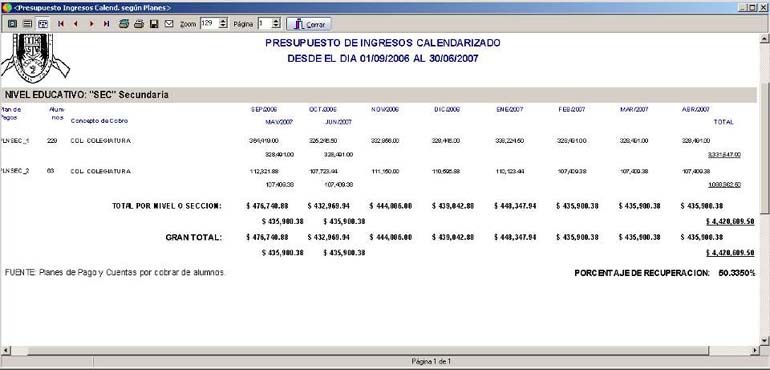 <Presupuesto Ingresos Calend. según Planes>
Zoom 129 Página 1 Cerrar
PRESUPUESTO DE INGRESOS CALENDARIZADO
DESDE EL DIA 01/09/2006 AL 30/06/2007
NIVEL EDUCATIVO: "SEC" Secundaria
Plan de Pagos Alum-nos Concepto de Cobro SEP/2006 OCT/2006 NOV/2006 DIC/2006 ENE/2007 FEB/2007 MAR/2007 ABR/2007
MAY/2007 JUN/2007 TOTAL
PLNSEC_1 229 COL. COLEGIATURA 364,419.00 325,246.50 332,856.00 328,446.00 338,224.50 328,491.00 328,491.00 328,491.00
328,491.00 328,491.00 3,331,647.00
PLNSEC_2 63 COL. COLEGIATURA 112,321.88 107,723.44 111,150.00 110,596.88 110,123.44 107,409.38 107,409.38 107,409.38
107,409.38 107,409.38 1,088,962.50
TOTAL POR NIVEL O SECCION: $ 476,740.88 $ 432,969.94 $ 444,006.00 $ 439,042.88 $ 448,347.94 $ 435,900.38 $ 435,900.38 $ 435,900.38
$ 435,900.38 $ 435,900.38 $ 4,420,609.50
GRAN TOTAL: $ 476,740.88 $ 432,969.94 $ 444,006.00 $ 439,042.88 $ 448,347.94 $ 435,900.38 $ 435,900.38 $ 435,900.38
$ 435,900.38 $ 435,900.38 $ 4,420,609.50
FUENTE: Planes de Pago y Cuentas por cobrar de alumnos. PORCENTAJE DE RECUPERACION: 50.3350%
Página 1 de 1